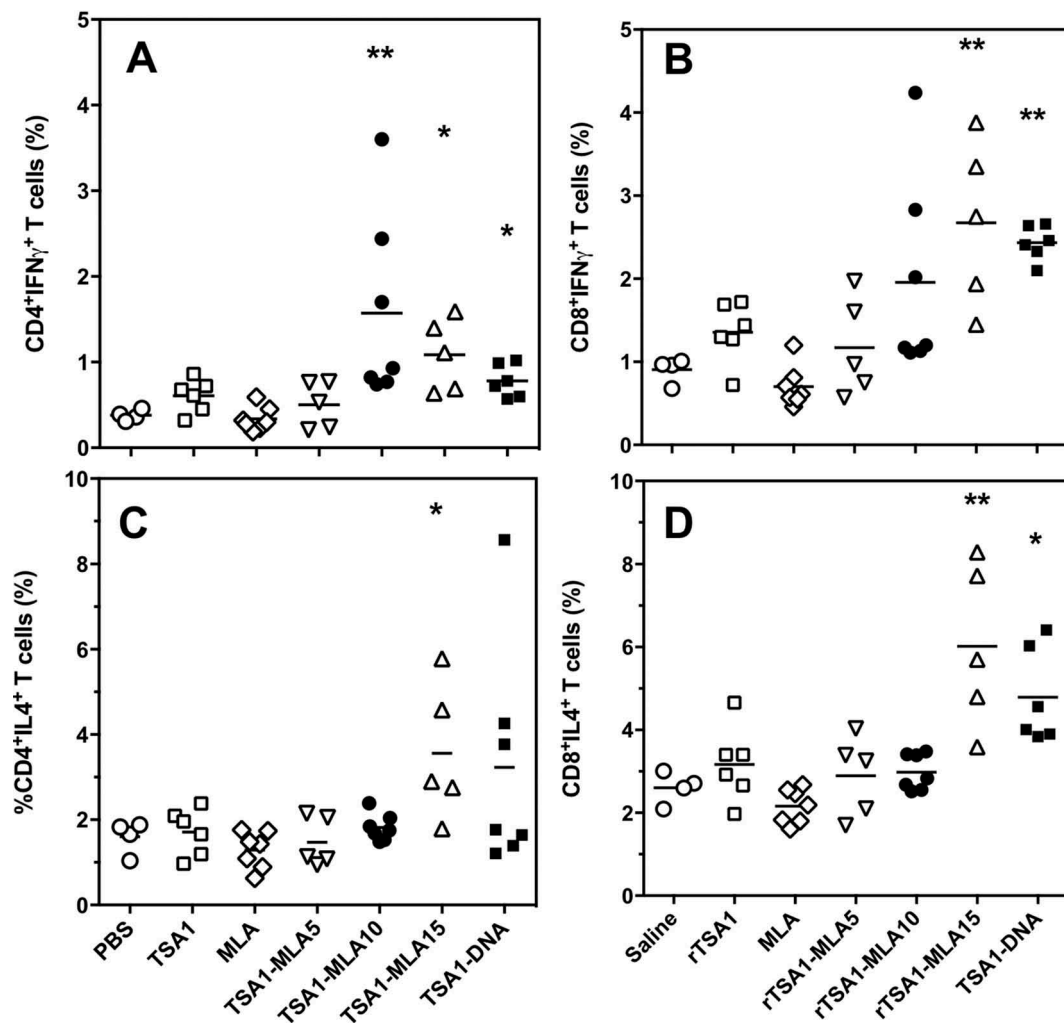 A
CD4+IFNγ+ T cells (%)
5
4
3
2
1
0
**
*
*
B
CD8+IFNγ+ T cells (%)
5
4
3
2
1
0
**
**
C
%CD4+IL4+ T cells (%)
10
8
6
4
2
0
*
PBS
TSA1
MLA
TSA1-MLA5
TSA1-MLA10
TSA1-MLA15
TSA1-DNA
D
CD8+IL4+ T cells (%)
10
8
6
4
2
0
**
*
Saline
rTSA1
MLA
rTSA1-MLA5
rTSA1-MLA10
rTSA1-MLA15
TSA1-DNA